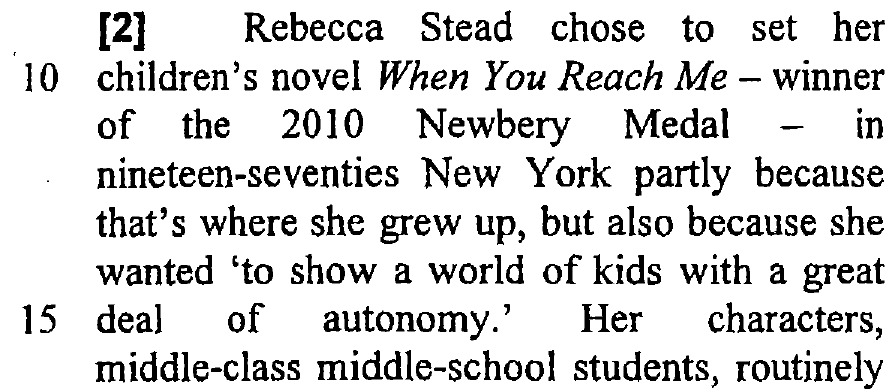 [2] Rebecca Stead chose to set her
10 children's novel When You Reach Me – winner
of the 2010 Newbery Medal – in
nineteen-seventies New York partly because
that's where she grew up, but also because she
wanted 'to show a world of kids with a great
15 deal of autonomy.' Her characters,
middle-class middle-school students, routinely